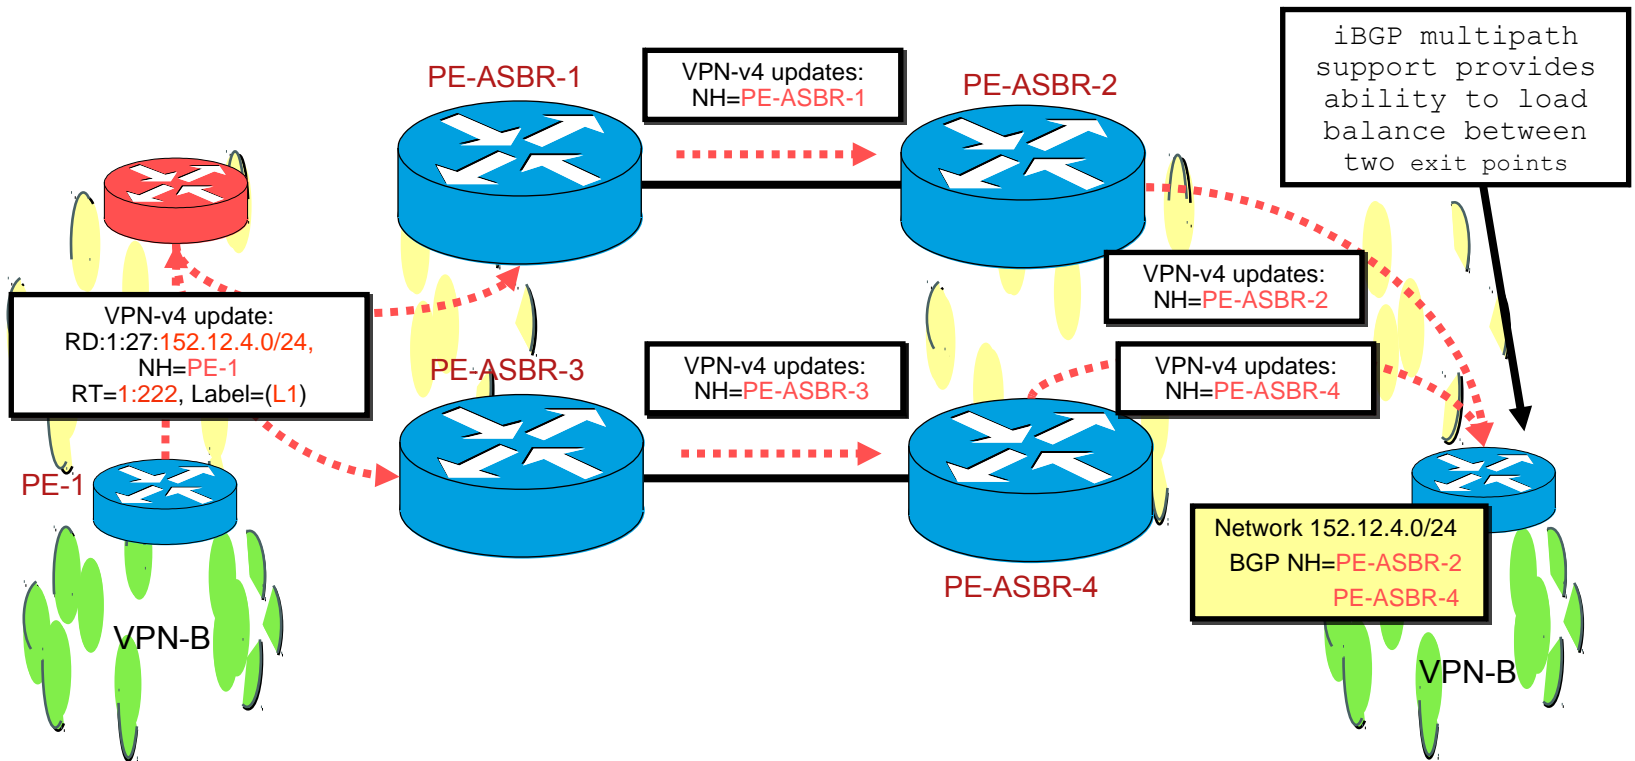 PE-ASBR-1
VPN-v4 updates:
NH=PE-ASBR-1
PE-ASBR-2
iBGP multipath
support provides
ability to load
balance between
two exit points
VPN-v4 updates:
NH=PE-ASBR-2
VPN-v4 update:
RD:1:27:152.12.4.0/24,
NH=PE-1
RT=1:222, Label=(L1)
PE-ASBR-3
VPN-v4 updates:
NH=PE-ASBR-3
VPN-v4 updates:
NH=PE-ASBR-4
PE-1
PE-ASBR-4
Network 152.12.4.0/24
BGP NH=PE-ASBR-2
PE-ASBR-4
VPN-B
VPN-B